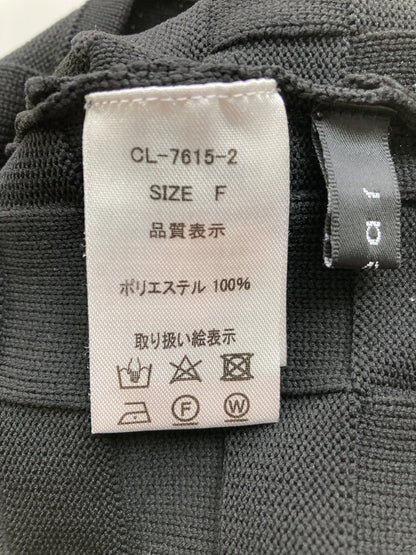 CL-7615-2
SIZE F
品質表示
ポリエステル 100%
取り扱い絵表示
F
W